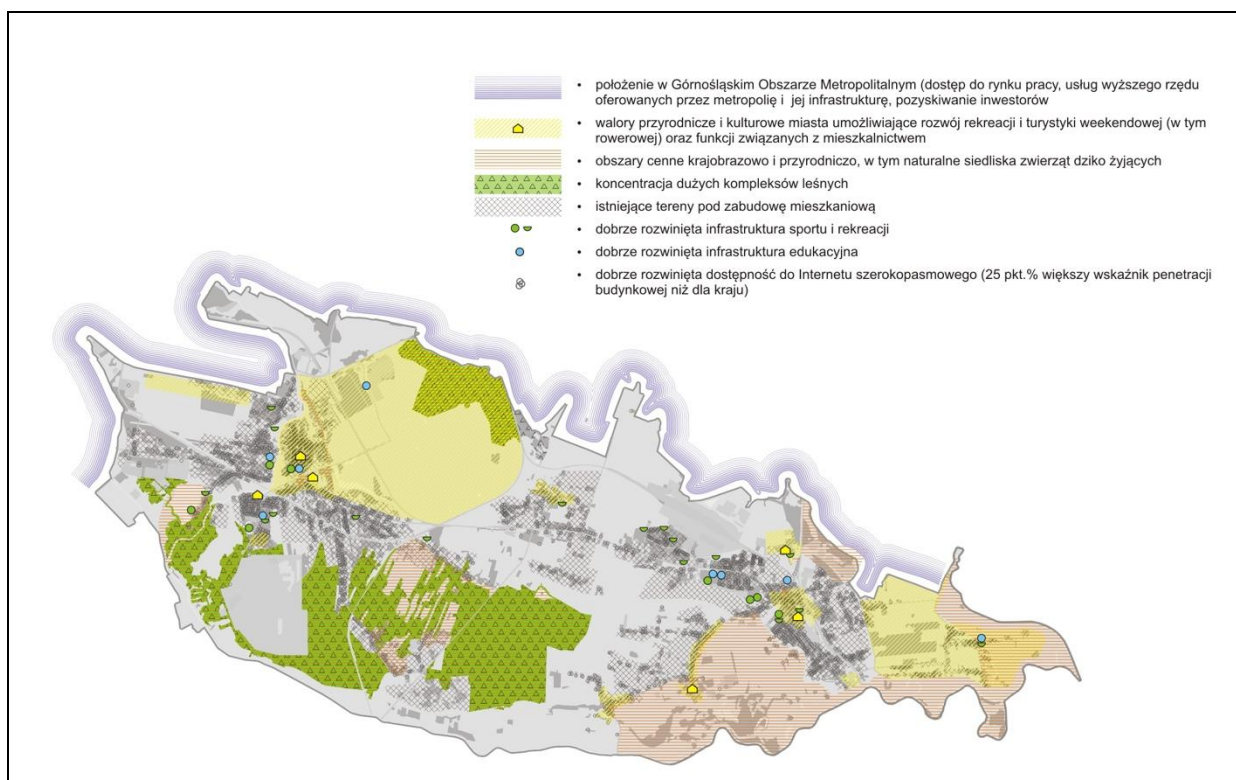 • położenie w Górnośląskim Obszarze Metropolitalnym (dostęp do rynku pracy, usług wyższego rzędu
oferowanych przez metropolię i jej infrastrukturę, pozyskiwanie inwestorów
• walory przyrodnicze i kulturowe miasta umożliwiające rozwój rekreacji i turystyki weekendowej (w tym
rowerowej) oraz funkcji związanych z mieszkalnictwem
• obszary cenne krajobrazowo i przyrodniczo, w tym naturalne siedliska zwierząt dziko żyjących
• koncentracja dużych kompleksów leśnych
• istniejące tereny pod zabudowę mieszkaniową
• dobrze rozwinięta infrastruktura sportu i rekreacji
• dobrze rozwinięta infrastruktura edukacyjna
• dobrze rozwinięta dostępność do Internetu szerokopasmowego (25 pkt.% większy wskaźnik penetracji
budynkowej niż dla kraju)